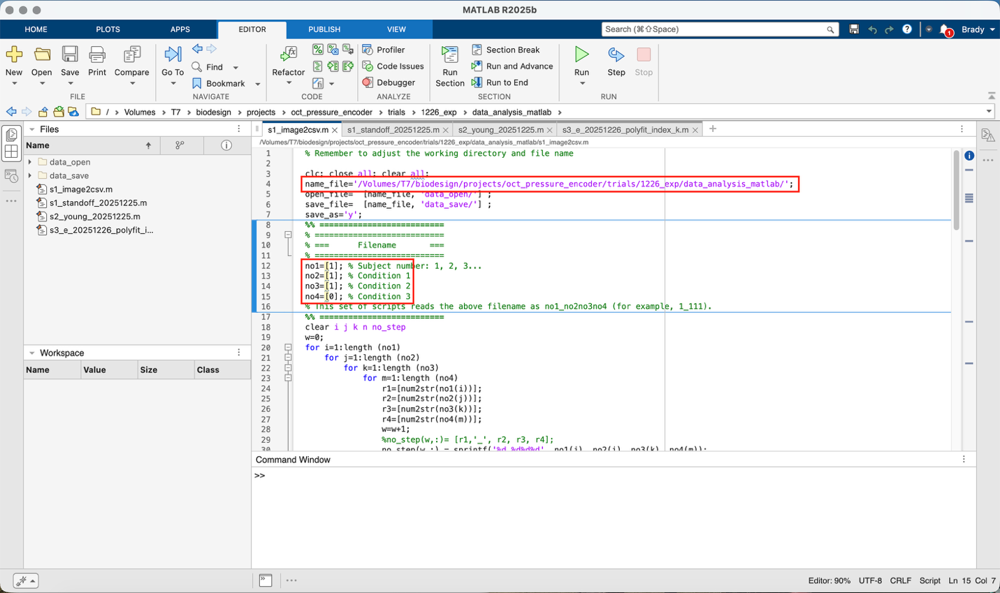 MATLAB R2025b
HOME PLOTS APPS EDITOR PUBLISH VIEW Search (⌘⇧Space) 1 Brady
New Open Save Print Compare Go To Find Bookmark Refactor Profiler Code Issues Debugger Run Section Section Break Run and Advance Run to End Run Step Stop
FILE NAVIGATE CODE ANALYZE SECTION RUN
/ › Volumes › T7 › biodesign › projects › oct_pressure_encoder › trials › 1226_exp › data_analysis_matlab ›
Files
Name
data_open
data_save
s1_image2csv.m
s1_standoff_20251225.m
s2_young_20251225.m
s3_e_20251226_polyfit_i...
Workspace
Name Value Size Class
s1_image2csv.m s1_standoff_20251225.m s2_young_20251225.m s3_e_20251226_polyfit_index_k.m
/Volumes/T7/biodesign/projects/oct_pressure_encoder/trials/1226_exp/data_analysis_matlab/s1_image2csv.m
1 % Remember to adjust the working directory and file name
2
3 clc; close all; clear all;
4 name_file='/Volumes/T7/biodesign/projects/oct_pressure_encoder/trials/1226_exp/data_analysis_matlab/';
5 open_file= [name_file, 'data_open/'] ;
6 save_file= [name_file, 'data_save/'] ;
7 save_as='y';
8 %% ==========================
9 % ===========================
10 % === Filename ===
11 % ===========================
12 no1=[1]; % Subject number: 1, 2, 3...
13 no2=[1]; % Condition 1
14 no3=[1]; % Condition 2
15 no4=[0]; % Condition 3
16 % This set of scripts reads the above filename as no1_no2no3no4 (for example, 1_111).
17 %% ==========================
18 clear i j k n no_step
19 w=0;
20 for i=1:length (no1)
21 for j=1:length (no2)
22 for k=1:length (no3)
23 for m=1:length (no4)
24 r1=[num2str(no1(i))];
25 r2=[num2str(no2(j))];
26 r3=[num2str(no3(k))];
27 r4=[num2str(no4(m))];
28 w=w+1;
29 %no_step(w,:)= [r1,'_', r2, r3, r4];
30 no_step(w,:) = sprintf('%d_%d%d%d', no1(i), no2(j), no3(k), no4(m));
Command Window
>>
Editor: 90% UTF-8 CRLF Script Ln 15 Col 7